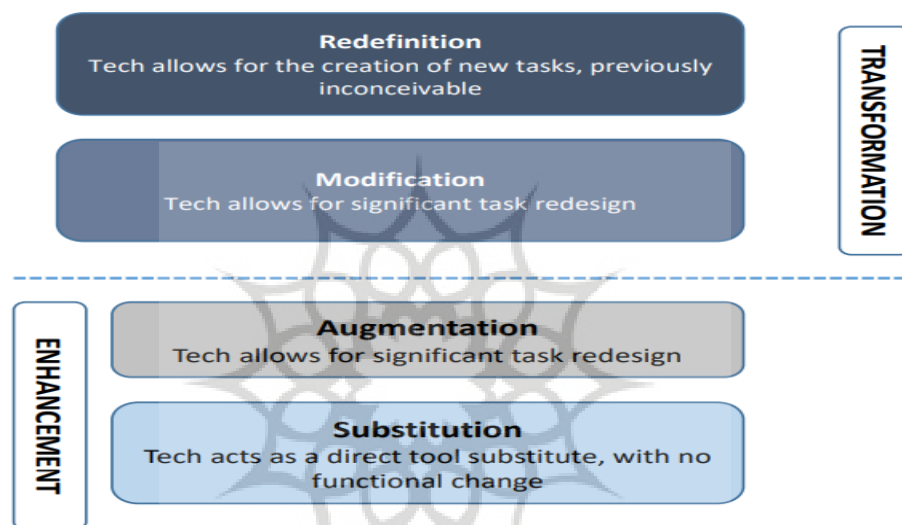 Redefinition
Tech allows for the creation of new tasks, previously
inconceivable
TRANSFORMATION
Modification
Tech allows for significant task redesign
ENHANCEMENT
Augmentation
Tech allows for significant task redesign
Substitution
Tech acts as a direct tool substitute, with no
functional change